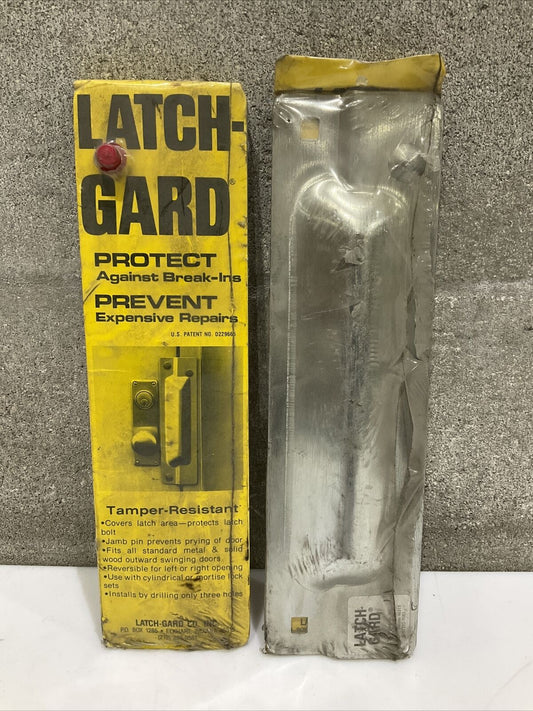 LATCH-
GARD®
PROTECT
Against Break-Ins
PREVENT
Expensive Repairs
U.S. PATENT NO. D229665
Tamper-Resistant
•Covers latch area—protects latch
bolt
•Jamb pin prevents prying of door
•Fits all standard metal & solid
wood outward swinging doors
•Reversible for left or right opening
•Use with cylindrical or mortise lock
sets
•Installs by drilling only three holes
LATCH-GARD CO. INC.
P.O. BOX 1285 • ELKHART,
LATCH-
GARD®